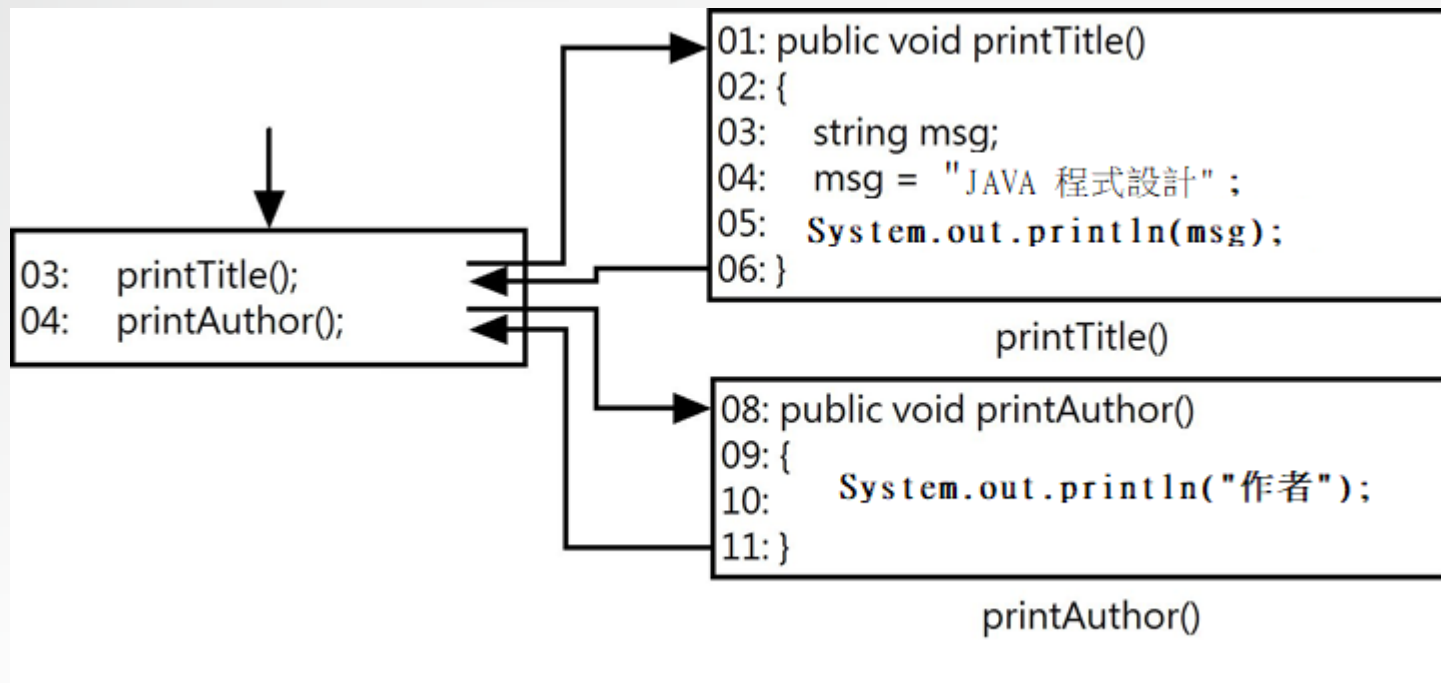 03: printTitle();
04: printAuthor();
01: public void printTitle()
02: {
03: string msg;
04: msg = "JAVA 程式設計" ;
05: System.out.println(msg);
06: }
printTitle()
08: public void printAuthor()
09: {
10: System.out.println("作者");
11: }
printAuthor()